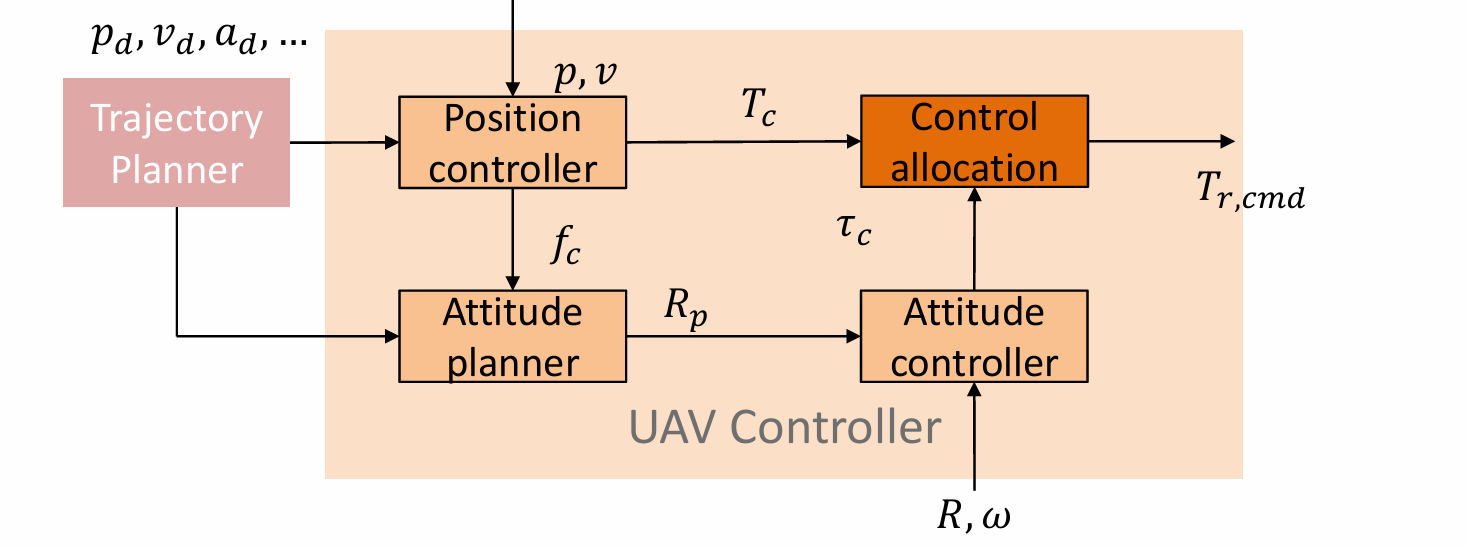 p_d, v_d, a_d, ...
Trajectory
Planner
p, v
Position
controller
T_c
Control
allocation
T_{r,cmd}
f_c
τ_c
Attitude
planner
R_p
Attitude
controller
UAV Controller
R, ω